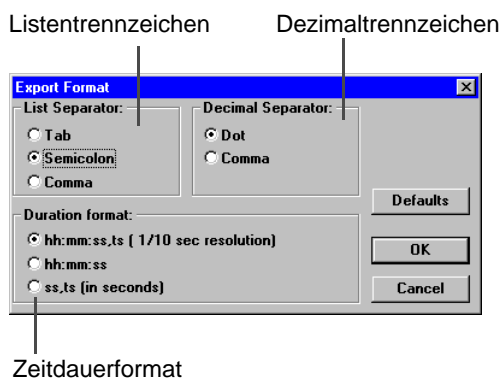 Listentrennzeichen
Dezimaltrennzeichen
Export Format
List Separator:
Tab
Semicolon
Comma
Decimal Separator:
Dot
Comma
Duration format:
hh:mm:ss,ts ( 1/10 sec resolution)
hh:mm:ss
ss,ts (in seconds)
Defaults
OK
Cancel
Zeitdauerformat